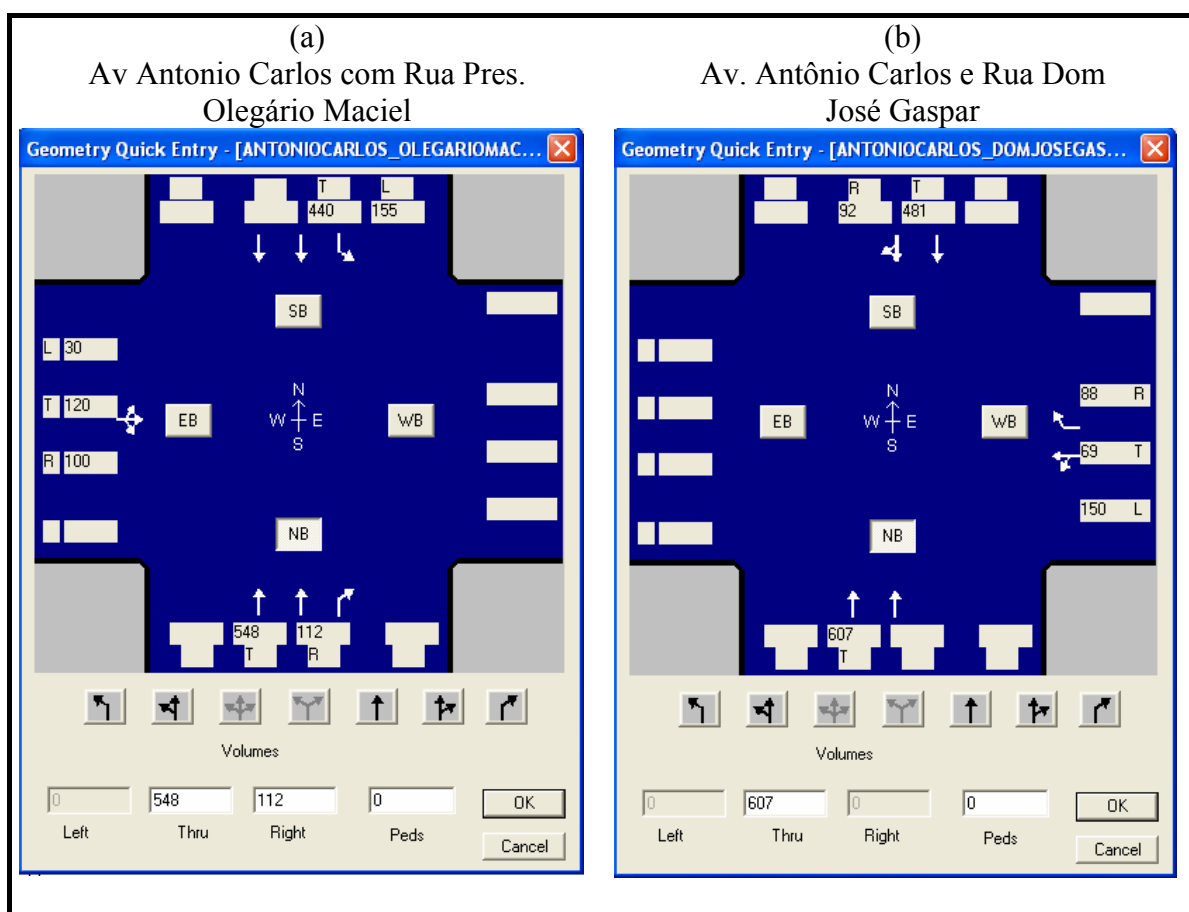 (a)
Av Antonio Carlos com Rua Pres.
Olegário Maciel
Geometry Quick Entry - [ANTONIOCARLOS_OLEGARIOMAC...
T L
440 155
SB
L 30
N
T 120
EB
W E
WB
S
R 100
NB
548 112
T R
Volumes
0 548 112 0 OK
Left Thru Right Peds
Cancel
(b)
Av. Antônio Carlos e Rua Dom
José Gaspar
Geometry Quick Entry - [ANTONIOCARLOS_DOMJOSEGAS...
R T
92 481
SB
N
88 R
EB
W E
WB
S
69 T
150 L
NB
607
T
Volumes
0 607 0 0 OK
Left Thru Right Peds
Cancel